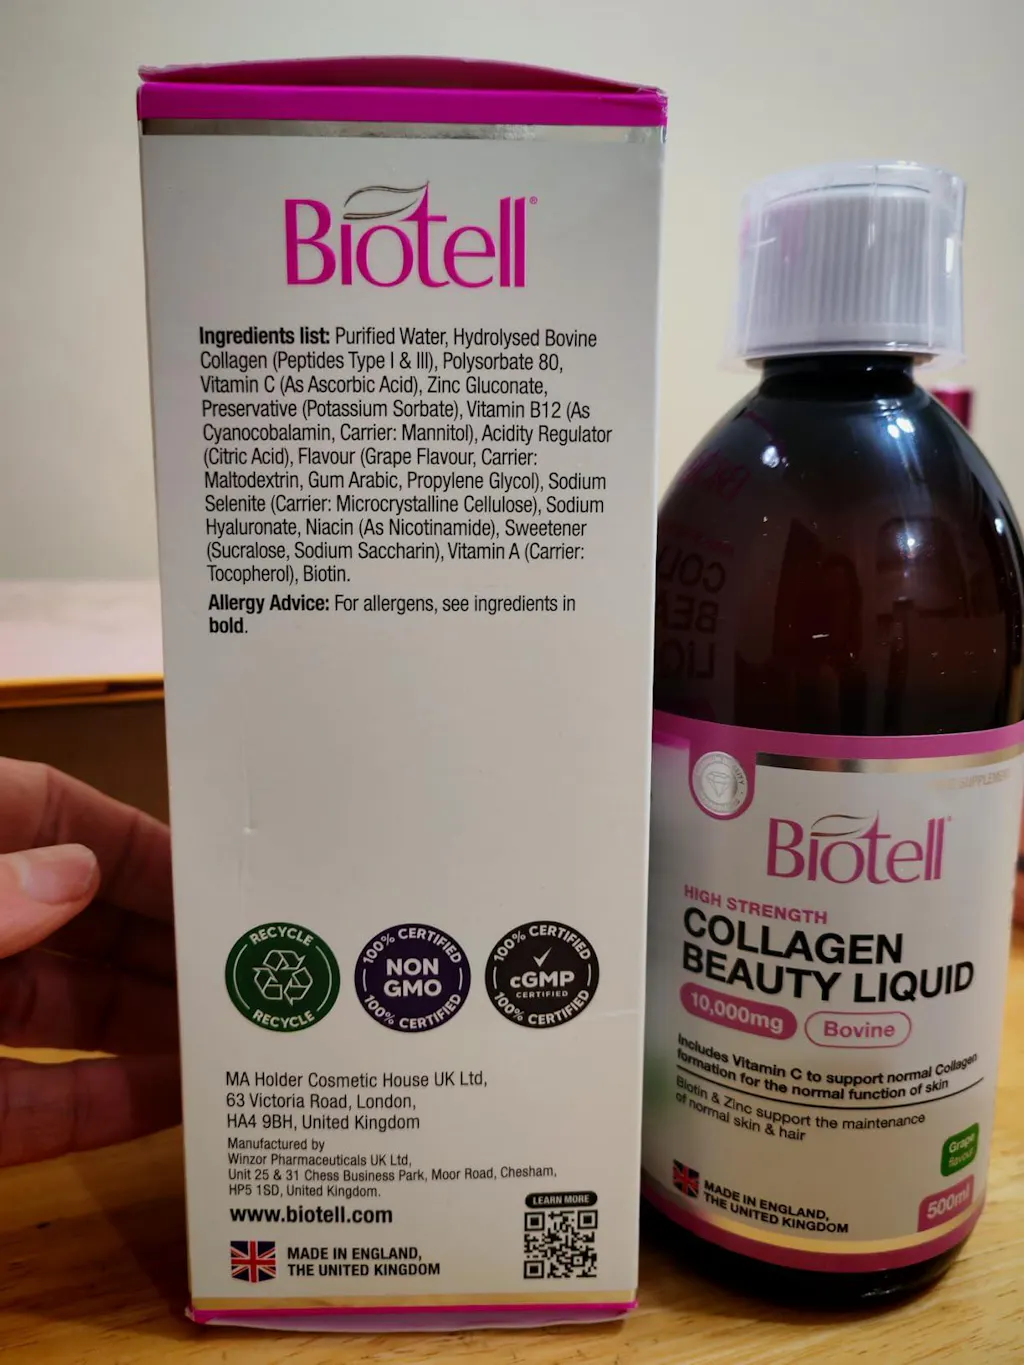 Biotell®
Ingredients list: Purified Water, Hydrolysed Bovine
Collagen (Peptides Type I & III), Polysorbate 80,
Vitamin C (As Ascorbic Acid), Zinc Gluconate,
Preservative (Potassium Sorbate), Vitamin B12 (As
Cyanocobalamin, Carrier: Mannitol), Acidity Regulator
(Citric Acid), Flavour (Grape Flavour, Carrier:
Maltodextrin, Gum Arabic, Propylene Glycol), Sodium
Selenite (Carrier: Microcrystalline Cellulose), Sodium
Hyaluronate, Niacin (As Nicotinamide), Sweetener
(Sucralose, Sodium Saccharin), Vitamin A (Carrier:
Tocopherol), Biotin.
Allergy Advice: For allergens, see ingredients in
bold.
RECYCLE
RECYCLE
100% CERTIFIED
NON
GMO
100% CERTIFIED
100% CERTIFIED
cGMP
CERTIFIED
100% CERTIFIED
MA Holder Cosmetic House UK Ltd,
63 Victoria Road, London,
HA4 9BH, United Kingdom
Manufactured by
Winzor Pharmaceuticals UK Ltd,
Unit 25 & 31 Chess Business Park, Moor Road, Chesham,
HP5 1SD, United Kingdom.
www.biotell.com
LEARN MORE
MADE IN ENGLAND,
THE UNITED KINGDOM
SUPPLEMENT
Biotell®
HIGH STRENGTH
COLLAGEN
BEAUTY LIQUID
10,000mg
Bovine
Includes Vitamin C to support normal Collagen
formation for the normal function of skin
Biotin & Zinc support the maintenance
of normal skin & hair
Grape
flavour
MADE IN ENGLAND,
THE UNITED KINGDOM
500ml